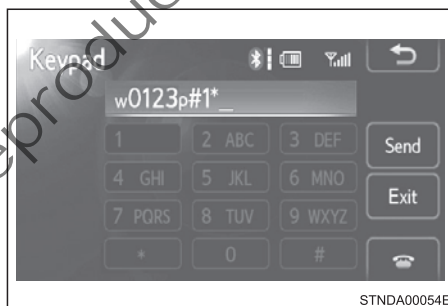 Keypad
w0123p#1*_
1 2 ABC 3 DEF Send
4 GHI 5 JKL 6 MNO
Exit
7 PQRS 8 TUV 9 WXYZ
* 0 #
STNDA00054E